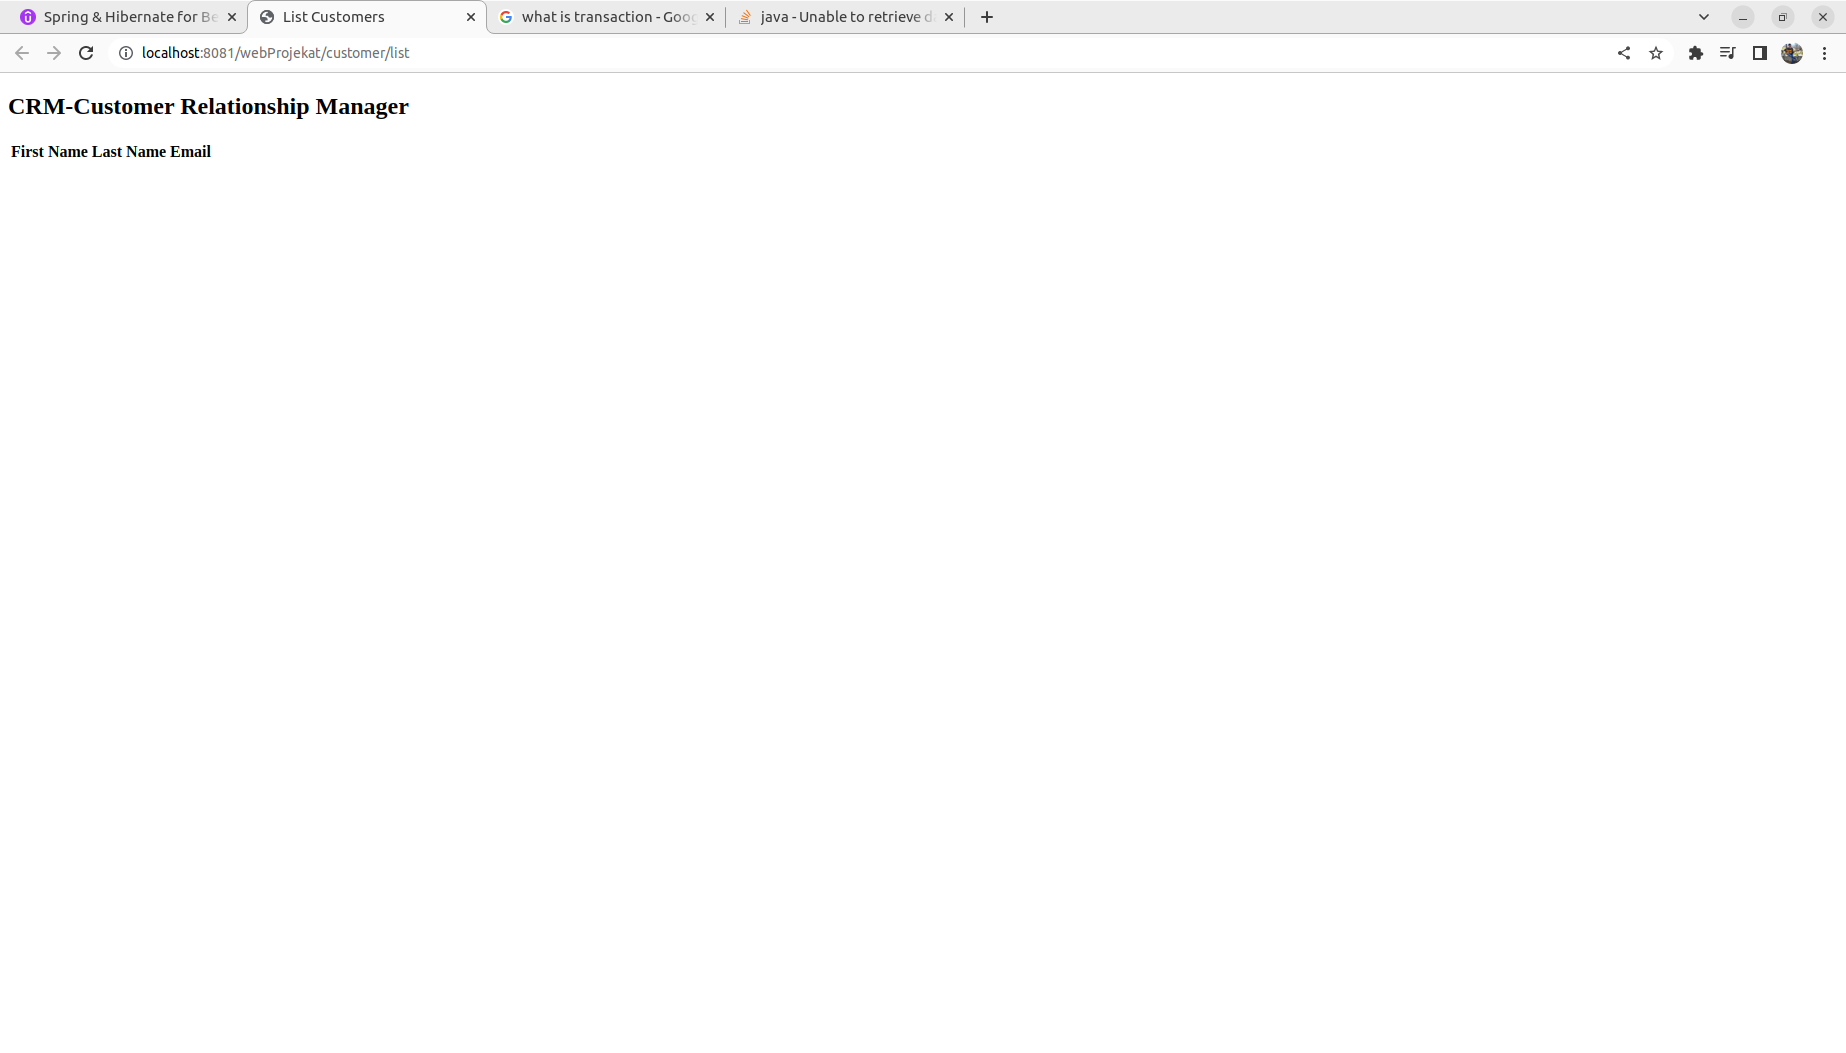 Spring & Hibernate for Be
List Customers
what is transaction - Goog
java - Unable to retrieve d
localhost:8081/webProjekat/customer/list
CRM-Customer Relationship Manager
First Name Last Name Email